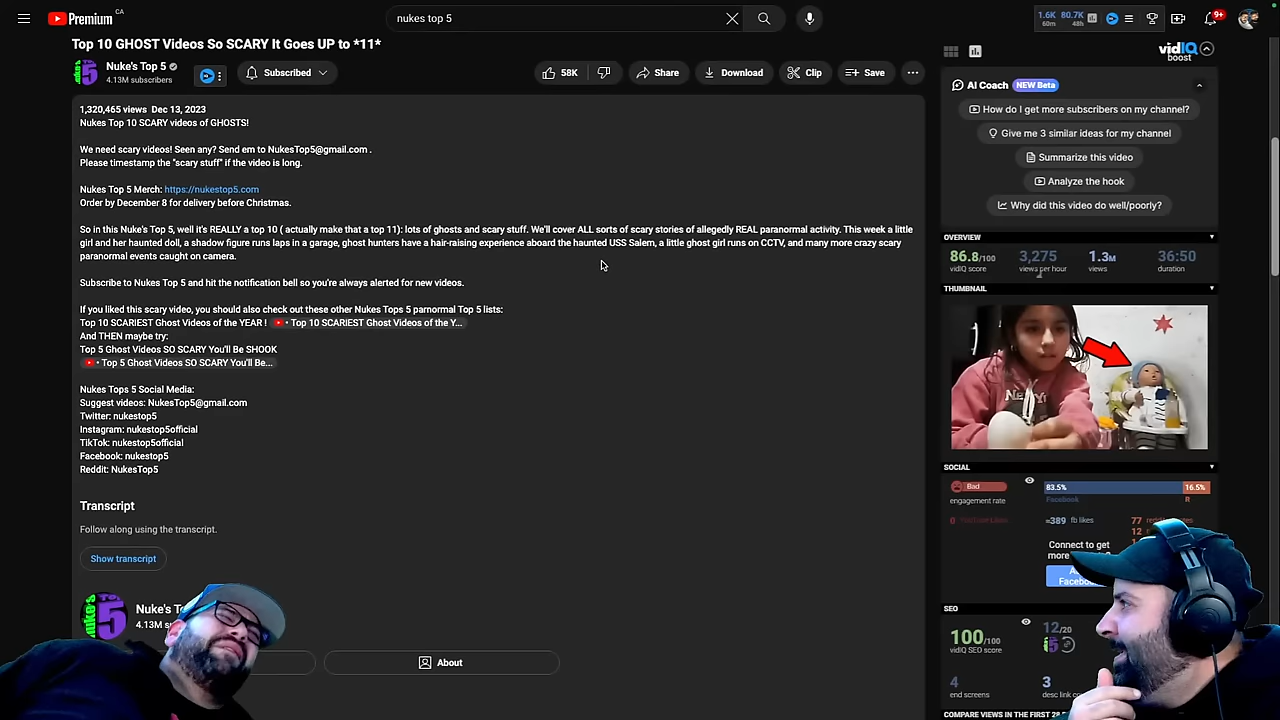 CA
Premium
nukes top 5
1.6K 80.7K
60m 48h
9+
Top 10 GHOST Videos So SCARY It Goes UP to *11*
Nuke's Top 5
4.13M subscribers
Subscribed
58K
Share
Download
Clip
Save
1,320,465 views Dec 13, 2023
Nukes Top 10 SCARY videos of GHOSTS!
We need scary videos! Seen any? Send em to NukesTop5@gmail.com .
Please timestamp the "scary stuff" if the video is long.
Nukes Top 5 Merch: https://nukestop5.com
Order by December 8 for delivery before Christmas.
So in this Nuke's Top 5, well it's REALLY a top 10 ( actually make that a top 11): lots of ghosts and scary stuff. We'll cover ALL sorts of scary stories of allegedly REAL paranormal activity. This week a little
girl and her haunted doll, a shadow figure runs laps in a garage, ghost hunters have a hair-raising experience aboard the haunted USS Salem, a little ghost girl runs on CCTV, and many more crazy scary
paranormal events caught on camera.
Subscribe to Nukes Top 5 and hit the notification bell so you're always alerted for new videos.
If you liked this scary video, you should also check out these other Nukes Tops 5 parnormal Top 5 lists:
Top 10 SCARIEST Ghost Videos of the YEAR ! • Top 10 SCARIEST Ghost Videos of the Y...
And THEN maybe try:
Top 5 Ghost Videos SO SCARY You'll Be SHOOK
• Top 5 Ghost Videos SO SCARY You'll Be...
Nukes Tops 5 Social Media:
Suggest videos: NukesTop5@gmail.com
Twitter: nukestop5
Instagram: nukestop5official
TikTok: nukestop5official
Facebook: nukestop5
Reddit: NukesTop5
Transcript
Follow along using the transcript.
Show transcript
Nuke's To
4.13M s
About
vidIQ
boost
AI Coach NEW Beta
How do I get more subscribers on my channel?
Give me 3 similar ideas for my channel
Summarize this video
Analyze the hook
Why did this video do well/poorly?
OVERVIEW
86.8/100 3,275 1.3M 36:50
vidIQ score views per hour views duration
THUMBNAIL
SOCIAL
Bad 83.5% 16.5%
engagement rate Facebook R
0
≈389 fb likes 77
12
Connect to get
more
Facebook
SEO
100/100 12/20
vidIQ SEO score
4 3
end screens desc link
COMPARE VIEWS IN THE FIRST 28